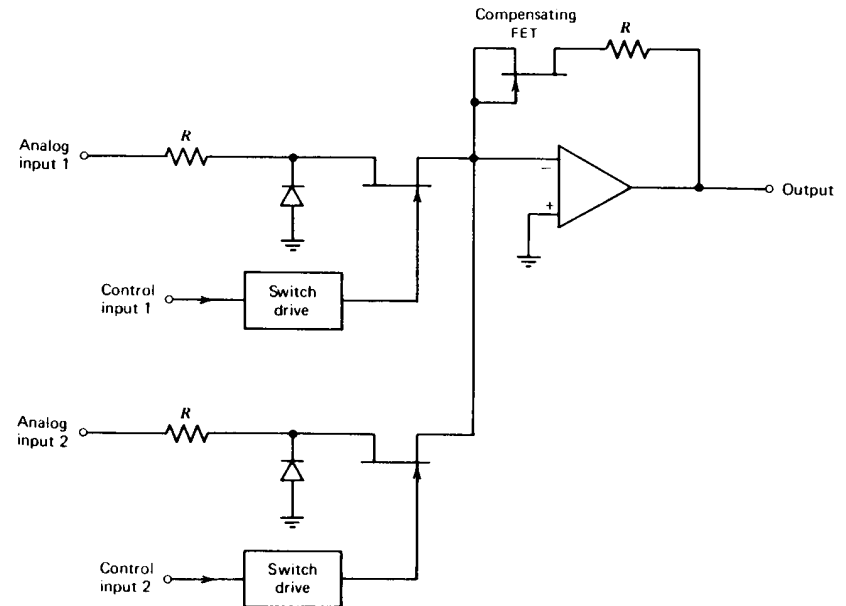 Compensating
FET
R
Analog
input 1
R
−
+
Output
Control
input 1
Switch
drive
Analog
input 2
R
Control
input 2
Switch
drive